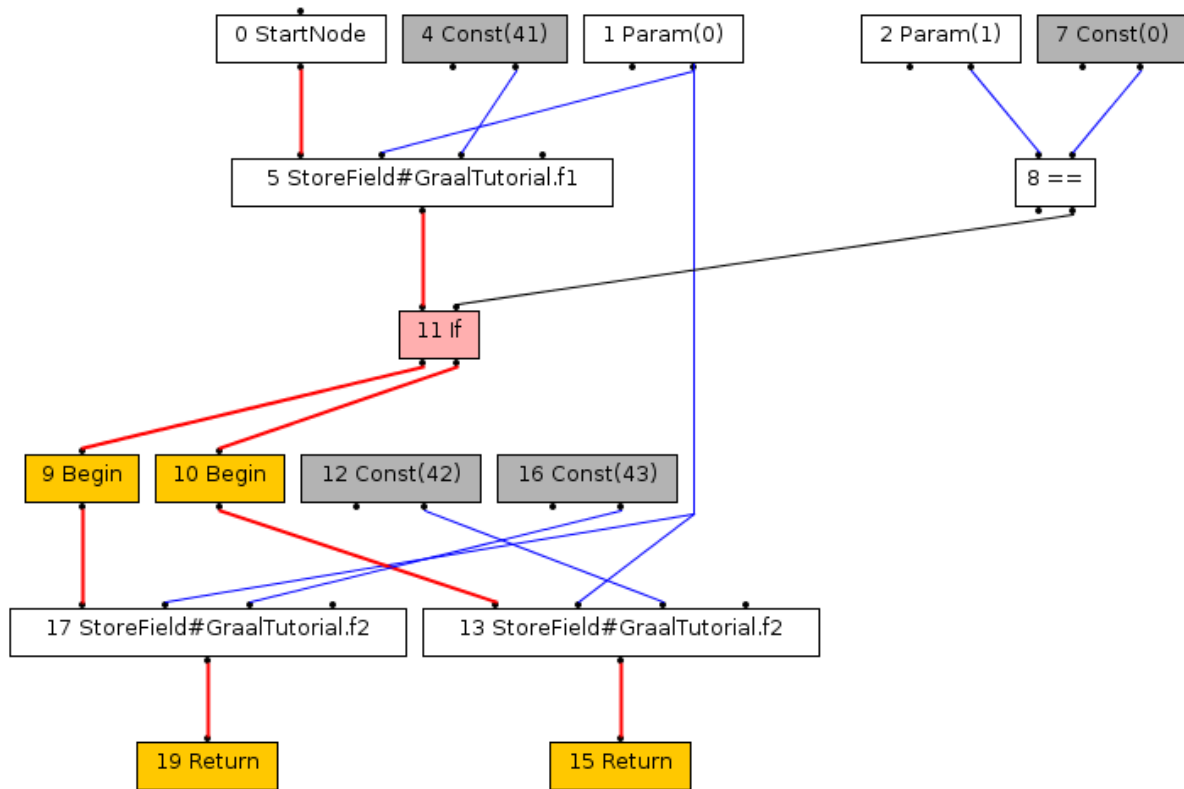 0 StartNode
4 Const(41)
1 Param(0)
2 Param(1)
7 Const(0)
5 StoreField#GraalTutorial.f1
8 ==
11 If
9 Begin
10 Begin
12 Const(42)
16 Const(43)
17 StoreField#GraalTutorial.f2
13 StoreField#GraalTutorial.f2
19 Return
15 Return